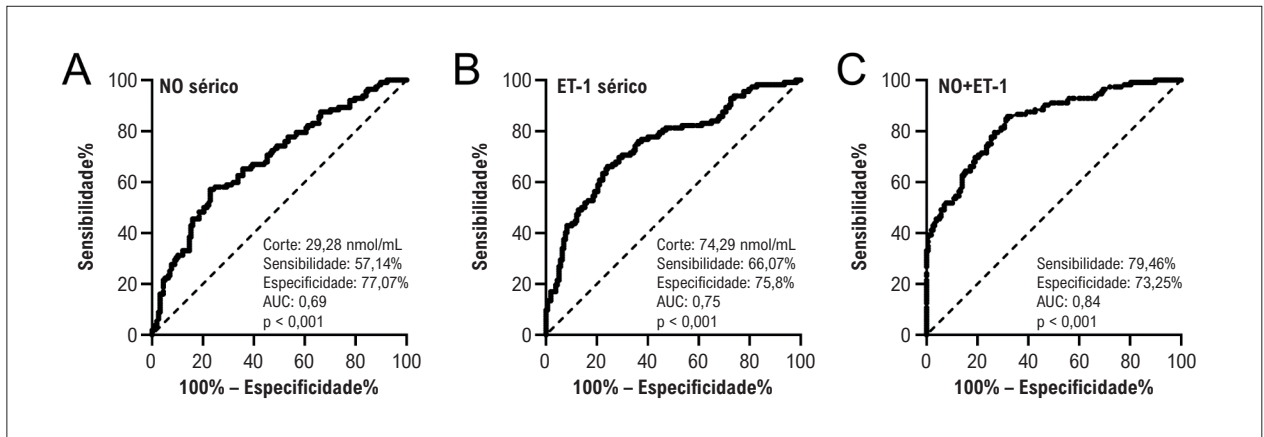 A
NO sérico
100
80
60
40
20
0
Sensibilidade%
Corte: 29,28 nmol/mL
Sensibilidade: 57,14%
Especificidade: 77,07%
AUC: 0,69
p < 0,001
0 20 40 60 80 100
100% – Especificidade%
B
ET-1 sérico
100
80
60
40
20
0
Sensibilidade%
Corte: 74,29 nmol/mL
Sensibilidade: 66,07%
Especificidade: 75,8%
AUC: 0,75
p < 0,001
0 20 40 60 80 100
100% – Especificidade%
C
NO+ET-1
100
80
60
40
20
0
Sensibilidade%
Sensibilidade: 79,46%
Especificidade: 73,25%
AUC: 0,84
p < 0,001
0 20 40 60 80 100
100% – Especificidade%